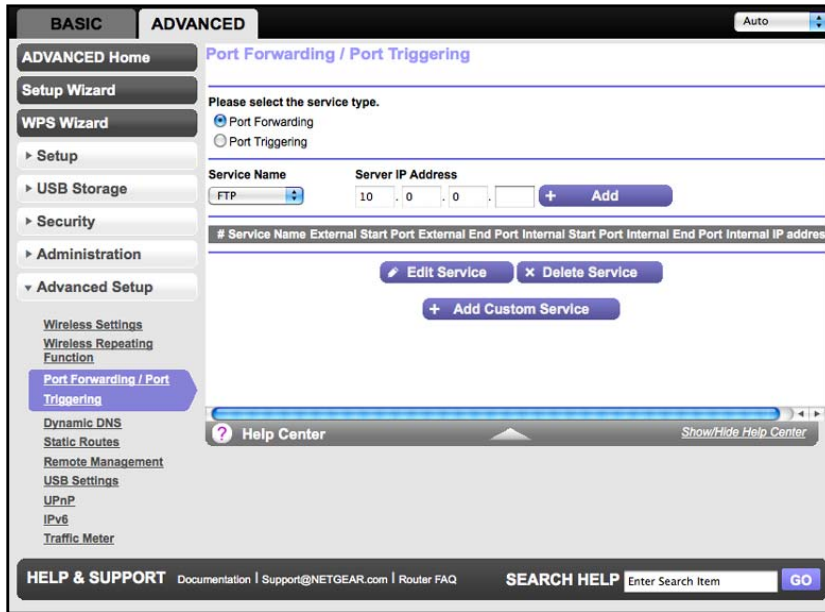 BASIC
ADVANCED
Auto
ADVANCED Home
Setup Wizard
WPS Wizard
Setup
USB Storage
Security
Administration
Advanced Setup
Wireless Settings
Wireless Repeating
Function
Port Forwarding / Port
Triggering
Dynamic DNS
Static Routes
Remote Management
USB Settings
UPnP
IPv6
Traffic Meter
Port Forwarding / Port Triggering
Please select the service type.
Port Forwarding
Port Triggering
Service Name Server IP Address
FTP 10 . 0 . 0 . + Add
# Service Name External Start Port External End Port Internal Start Port Internal End Port Internal IP addres
Edit Service × Delete Service
+ Add Custom Service
? Help Center Show/Hide Help Center
HELP & SUPPORT Documentation | Support@NETGEAR.com | Router FAQ SEARCH HELP Enter Search Item GO